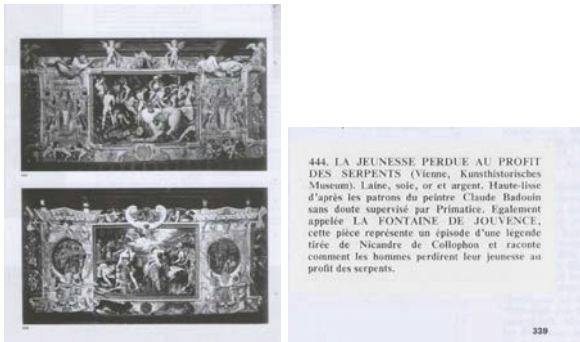 444. LA JEUNESSE PERDUE AU PROFIT
DES SERPENTS (Vienne, Kunsthistorisches
Museum). Laine, soie, or et argent. Haute-lisse
d'après les patrons du peintre Claude Badouin
sans doute supervisé par Primatice. Egalement
appelée LA FONTAINE DE JOUVENCE,
cette pièce représente un épisode d'une légende
tirée de Nicandre de Collophon et raconte
comment les hommes perdirent leur jeunesse au
profit des serpents.
339